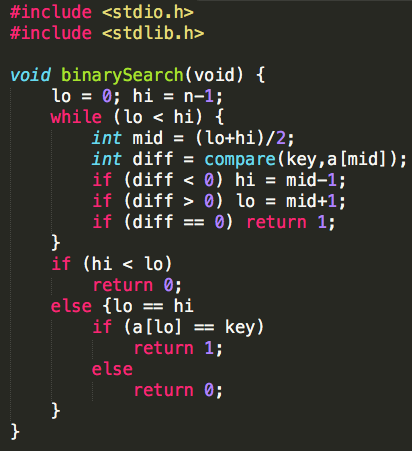 #include <stdio.h>
#include <stdlib.h>

void binarySearch(void) {
    lo = 0; hi = n-1;
    while (lo < hi) {
        int mid = (lo+hi)/2;
        int diff = compare(key,a[mid]);
        if (diff < 0) hi = mid-1;
        if (diff > 0) lo = mid+1;
        if (diff == 0) return 1;
    }
    if (hi < lo)
        return 0;
    else {lo == hi
        if (a[lo] == key)
            return 1;
        else
            return 0;
    }
}